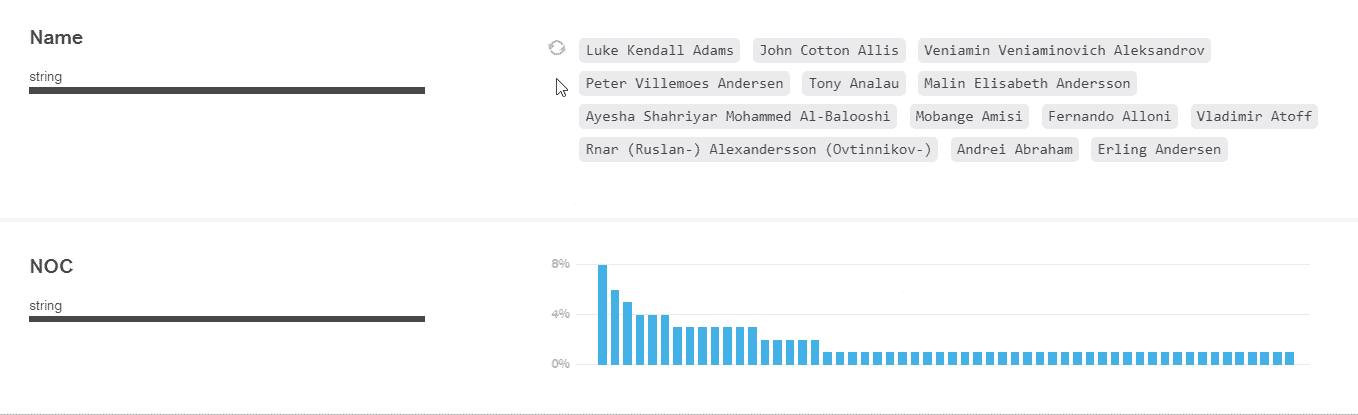 Name
string
Luke Kendall Adams John Cotton Allis Veniamin Veniaminovich Aleksandrov
Peter Villemoes Andersen Tony Analau Malin Elisabeth Andersson
Ayesha Shahriyar Mohammed Al-Balooshi Mobange Amisi Fernando Alloni Vladimir Atoff
Rnar (Ruslan-) Alexandersson (Ovtinnikov-) Andrei Abraham Erling Andersen
NOC
string
8%
4%
0%